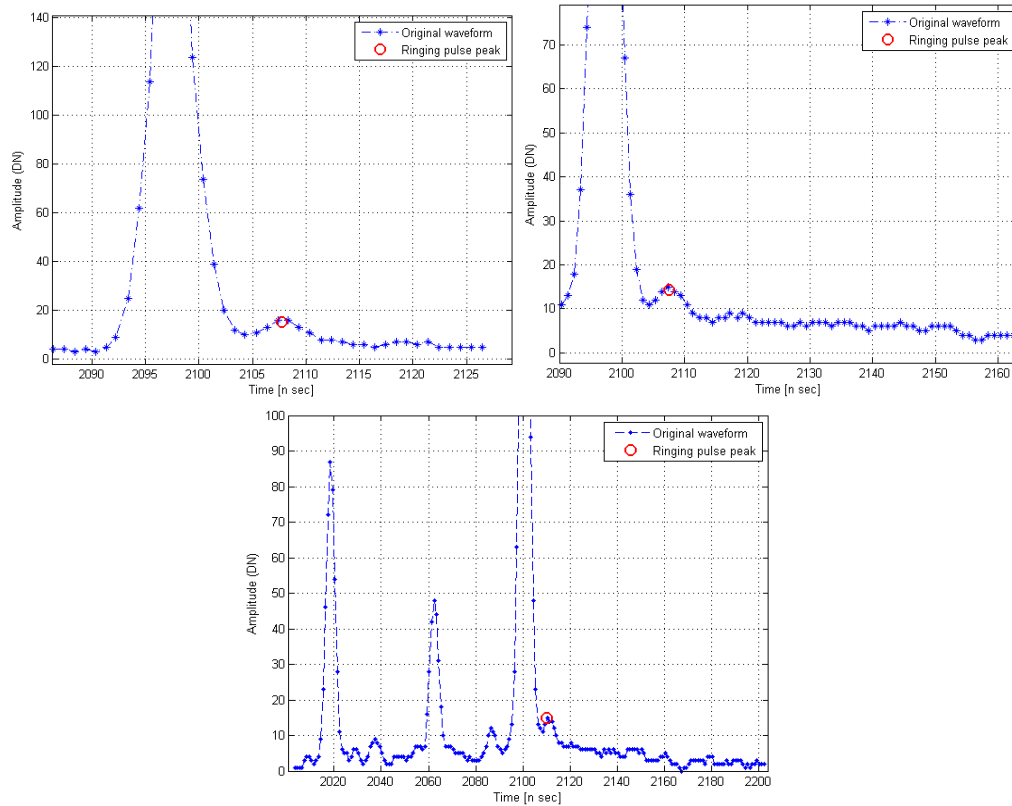 140
120
100
80
60
40
20
0
Amplitude (DN)
Original waveform
Ringing pulse peak
2090 2095 2100 2105 2110 2115 2120 2125
Time [n sec]
70
60
50
40
30
20
10
0
Amplitude (DN)
Original waveform
Ringing pulse peak
2090 2100 2110 2120 2130 2140 2150 2160
Time [n sec]
100
90
80
70
60
50
40
30
20
10
0
Amplitude (DN)
Original waveform
Ringing pulse peak
2020 2040 2060 2080 2100 2120 2140 2160 2180 2200
Time [n sec]